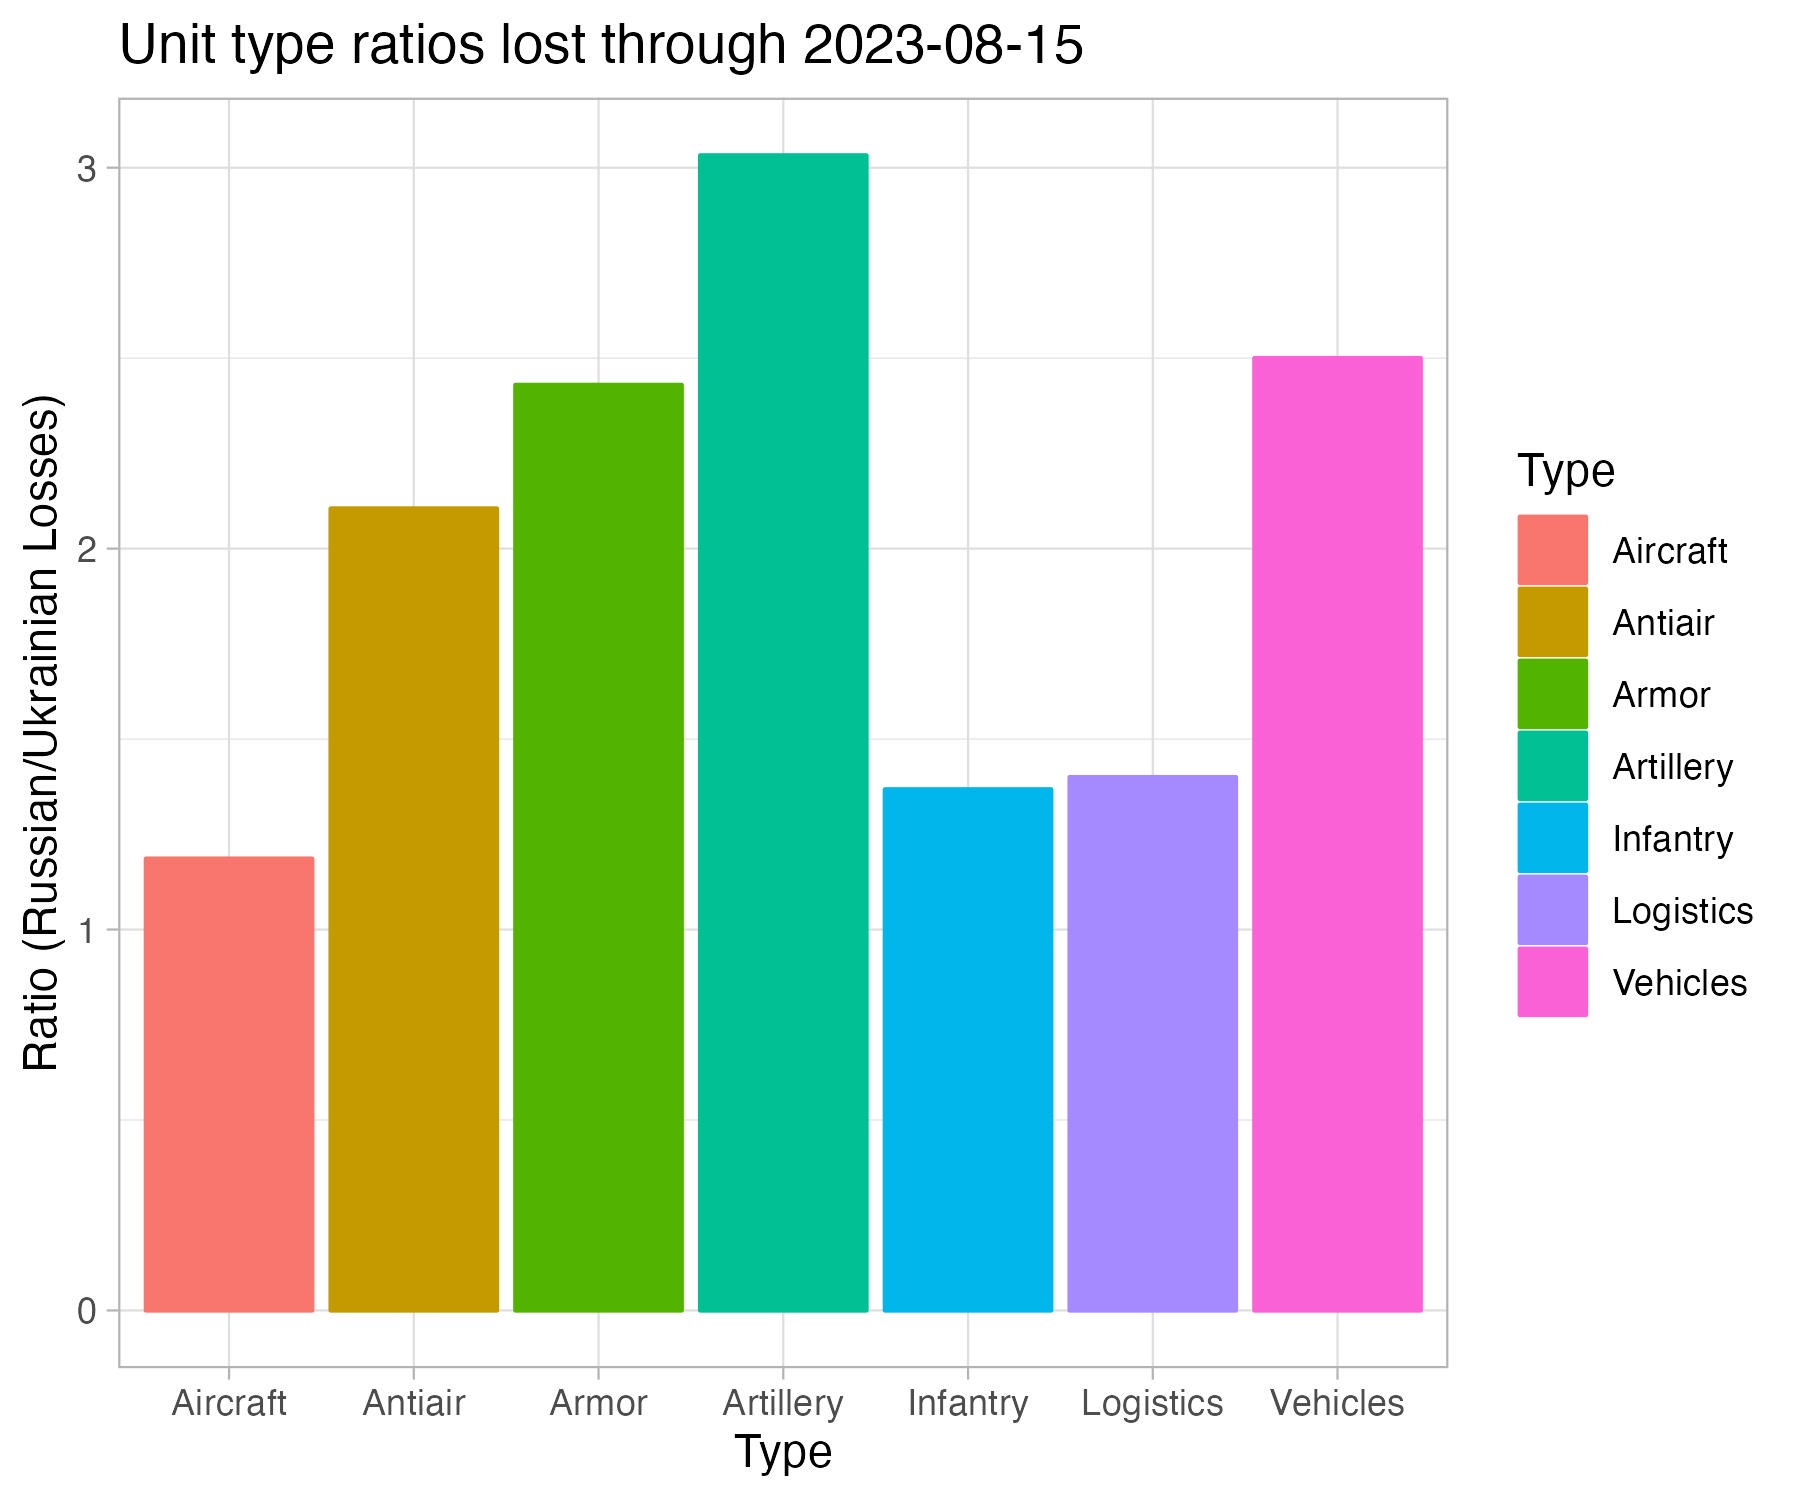 Unit type ratios lost through 2023-08-15
Ratio (Russian/Ukrainian Losses)
3
2
1
0
Aircraft
Antiair
Armor
Artillery
Infantry
Logistics
Vehicles
Type
Type
Aircraft
Antiair
Armor
Artillery
Infantry
Logistics
Vehicles